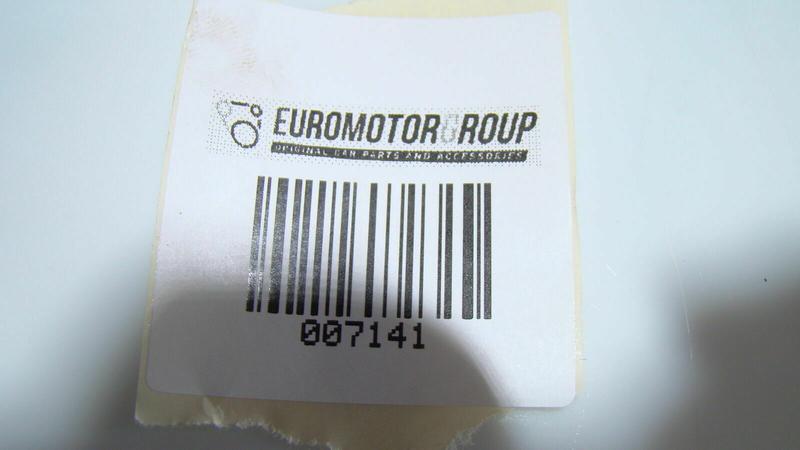 EUROMOTORGROUP
ORIGINAL CAR PARTS AND ACCESSORIES
007141